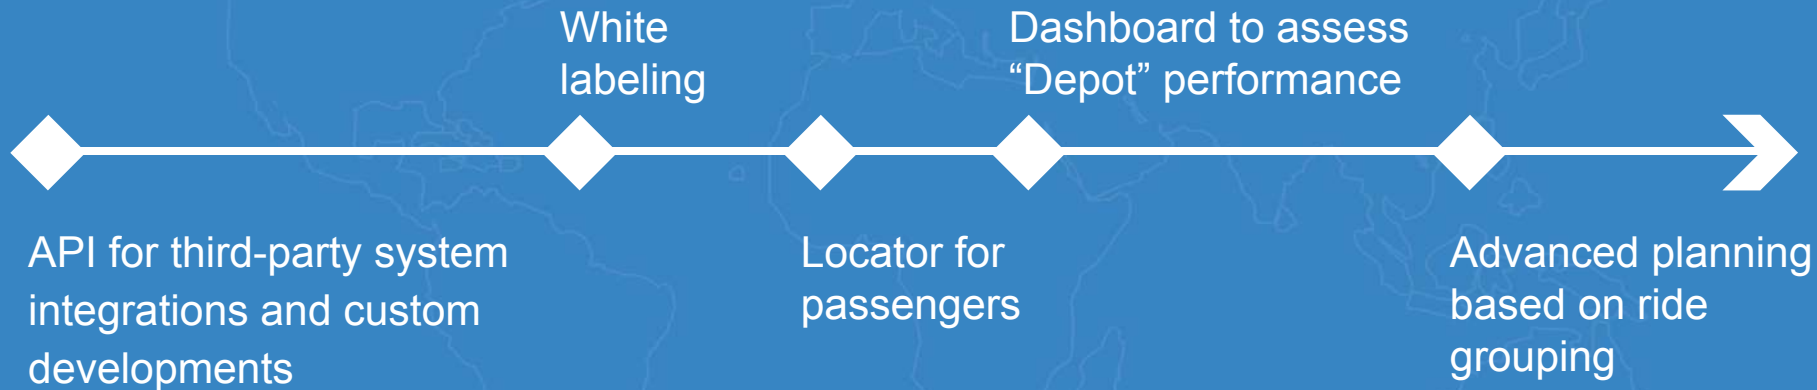 White
labeling
Dashboard to assess
“Depot” performance
API for third-party system
integrations and custom
developments
Locator for
passengers
Advanced planning
based on ride
grouping